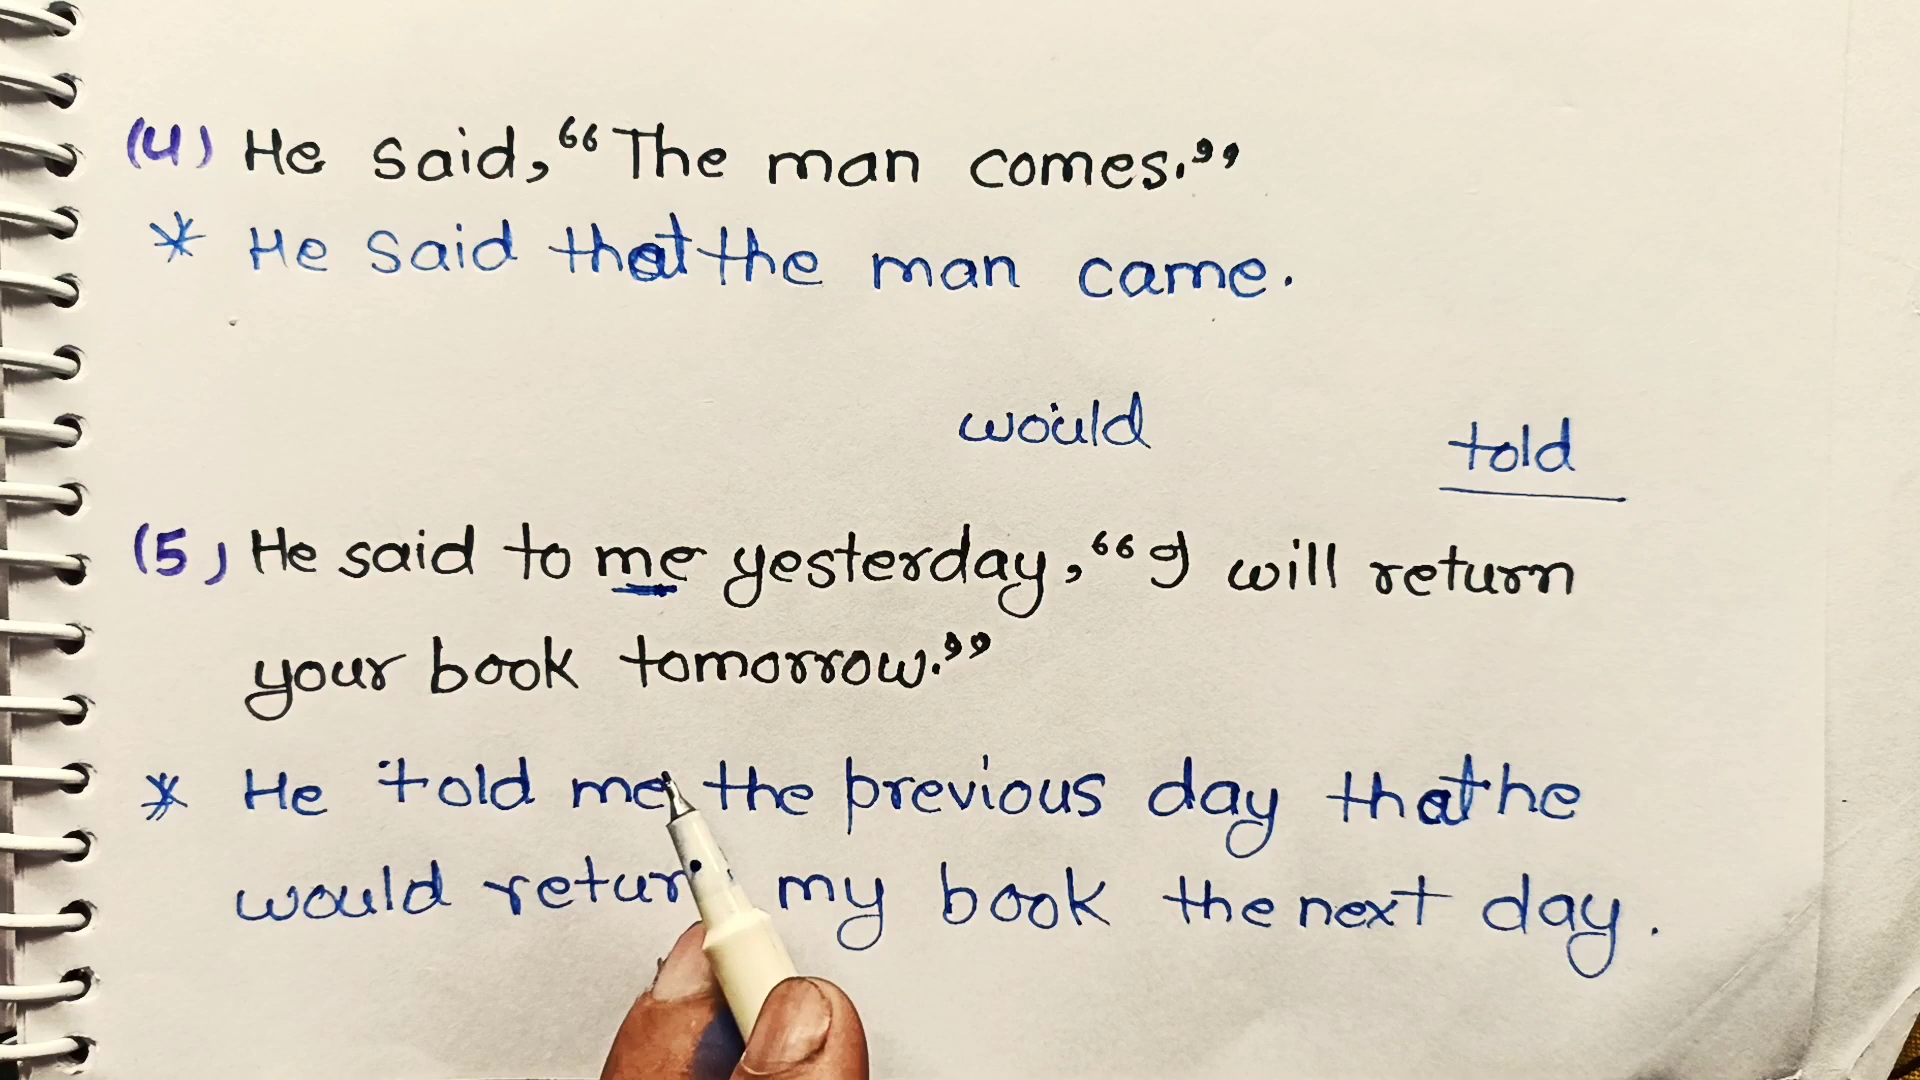 (4) He said, “The man comes.”
* He said that the man came.
would
told
(5) He said to me yesterday, “I will return
your book tomorrow.”
* He told me the previous day that he
would return my book the next day.